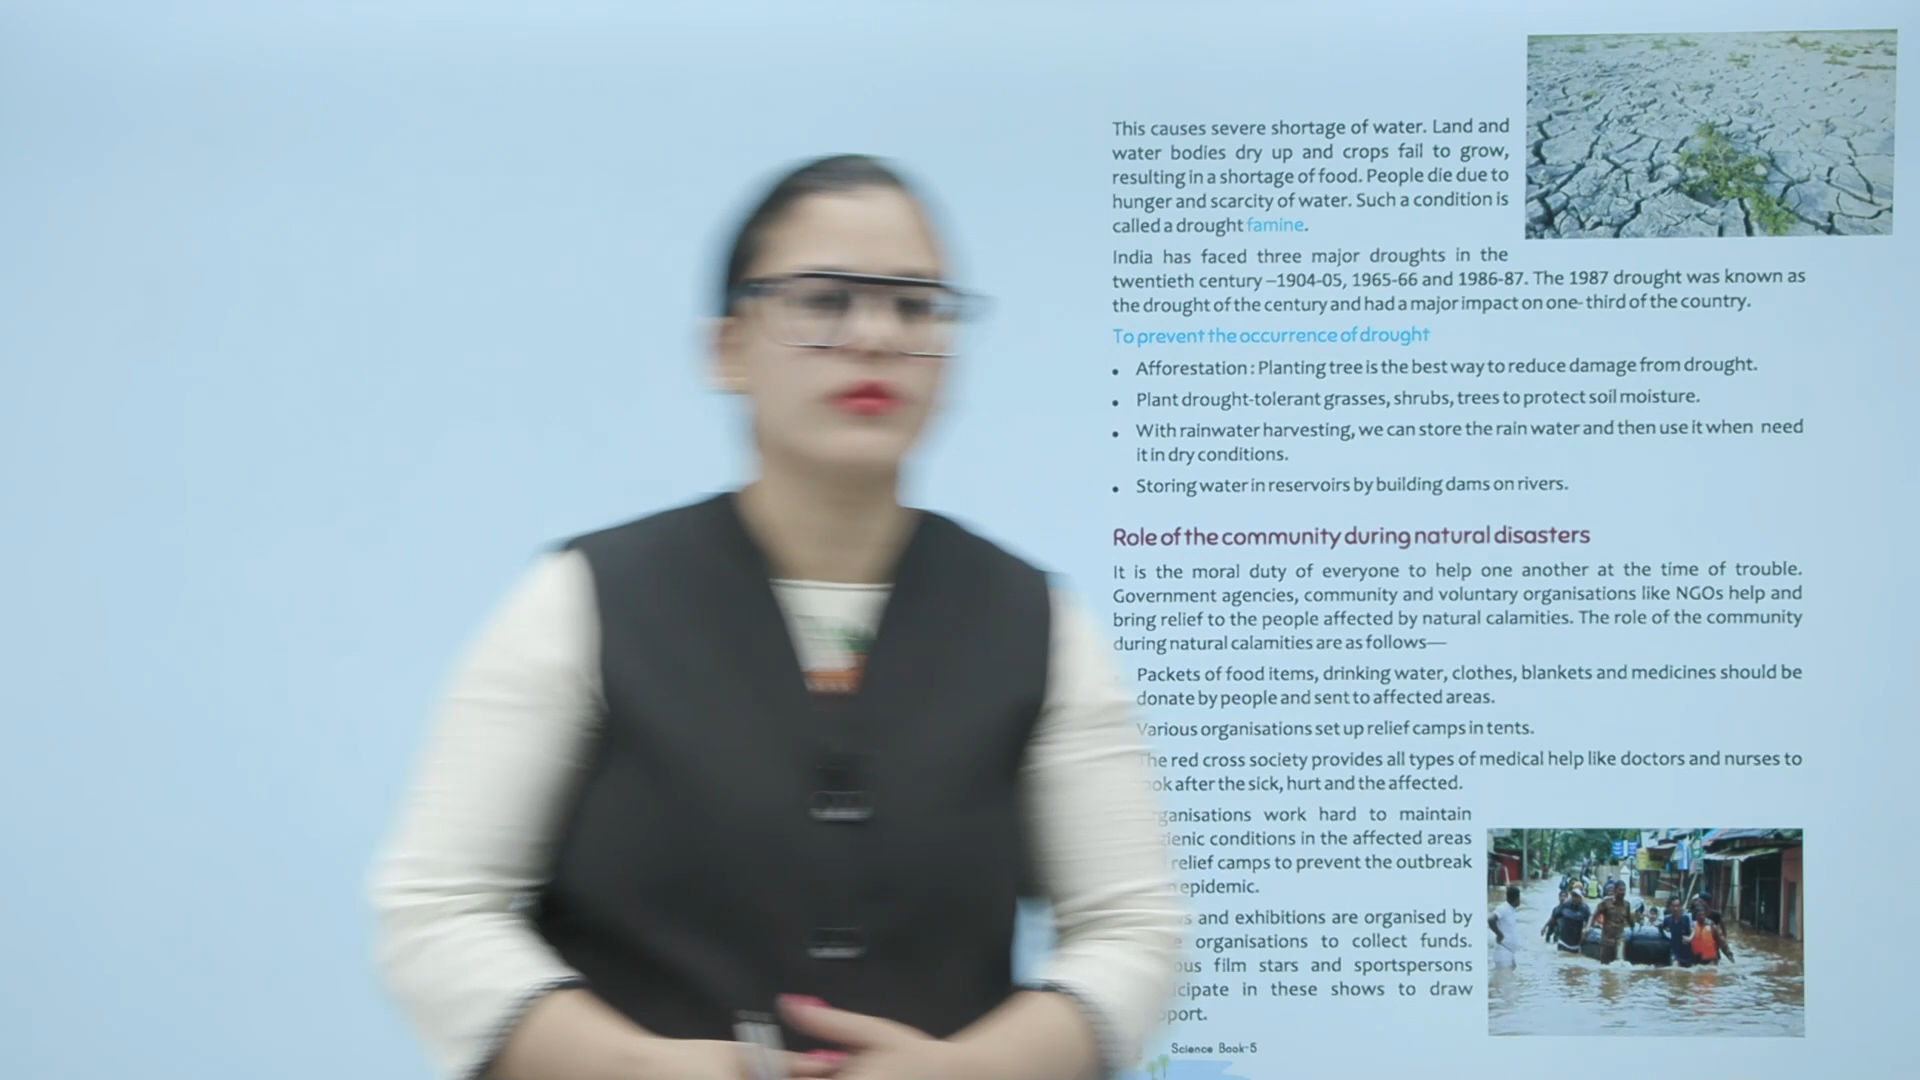 This causes severe shortage of water. Land and
water bodies dry up and crops fail to grow,
resulting in a shortage of food. People die due to
hunger and scarcity of water. Such a condition is
called a drought famine.
India has faced three major droughts in the
twentieth century –1904-05, 1965-66 and 1986-87. The 1987 drought was known as
the drought of the century and had a major impact on one- third of the country.
To prevent the occurrence of drought
• Afforestation : Planting tree is the best way to reduce damage from drought.
• Plant drought-tolerant grasses, shrubs, trees to protect soil moisture.
• With rainwater harvesting, we can store the rain water and then use it when need
it in dry conditions.
• Storing water in reservoirs by building dams on rivers.
Role of the community during natural disasters
It is the moral duty of everyone to help one another at the time of trouble.
Government agencies, community and voluntary organisations like NGOs help and
bring relief to the people affected by natural calamities. The role of the community
during natural calamities are as follows—
Packets of food items, drinking water, clothes, blankets and medicines should be
donate by people and sent to affected areas.
Various organisations set up relief camps in tents.
The red cross society provides all types of medical help like doctors and nurses to
after the sick, hurt and the affected.
work hard to maintain
conditions in the affected areas
relief camps to prevent the outbreak
epidemic.
and exhibitions are organised by
organisations to collect funds.
film stars and sportspersons
in these shows to draw
Science Book-5